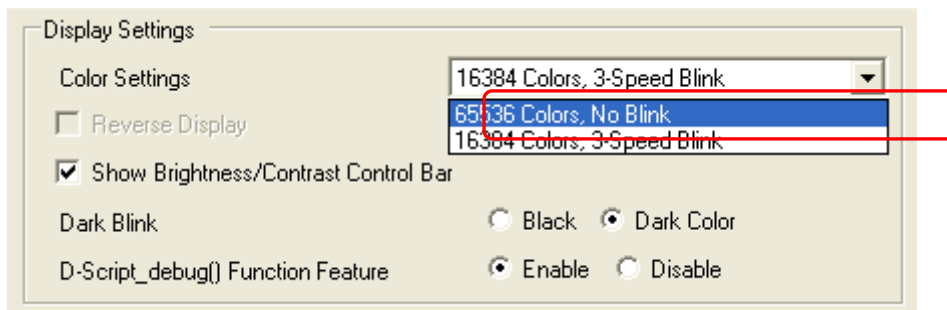 Display Settings
Color Settings 16384 Colors, 3-Speed Blink
65536 Colors, No Blink
Reverse Display
16384 Colors, 3-Speed Blink
Show Brightness/Contrast Control Bar
Dark Blink Black Dark Color
D-Script_debug() Function Feature Enable Disable